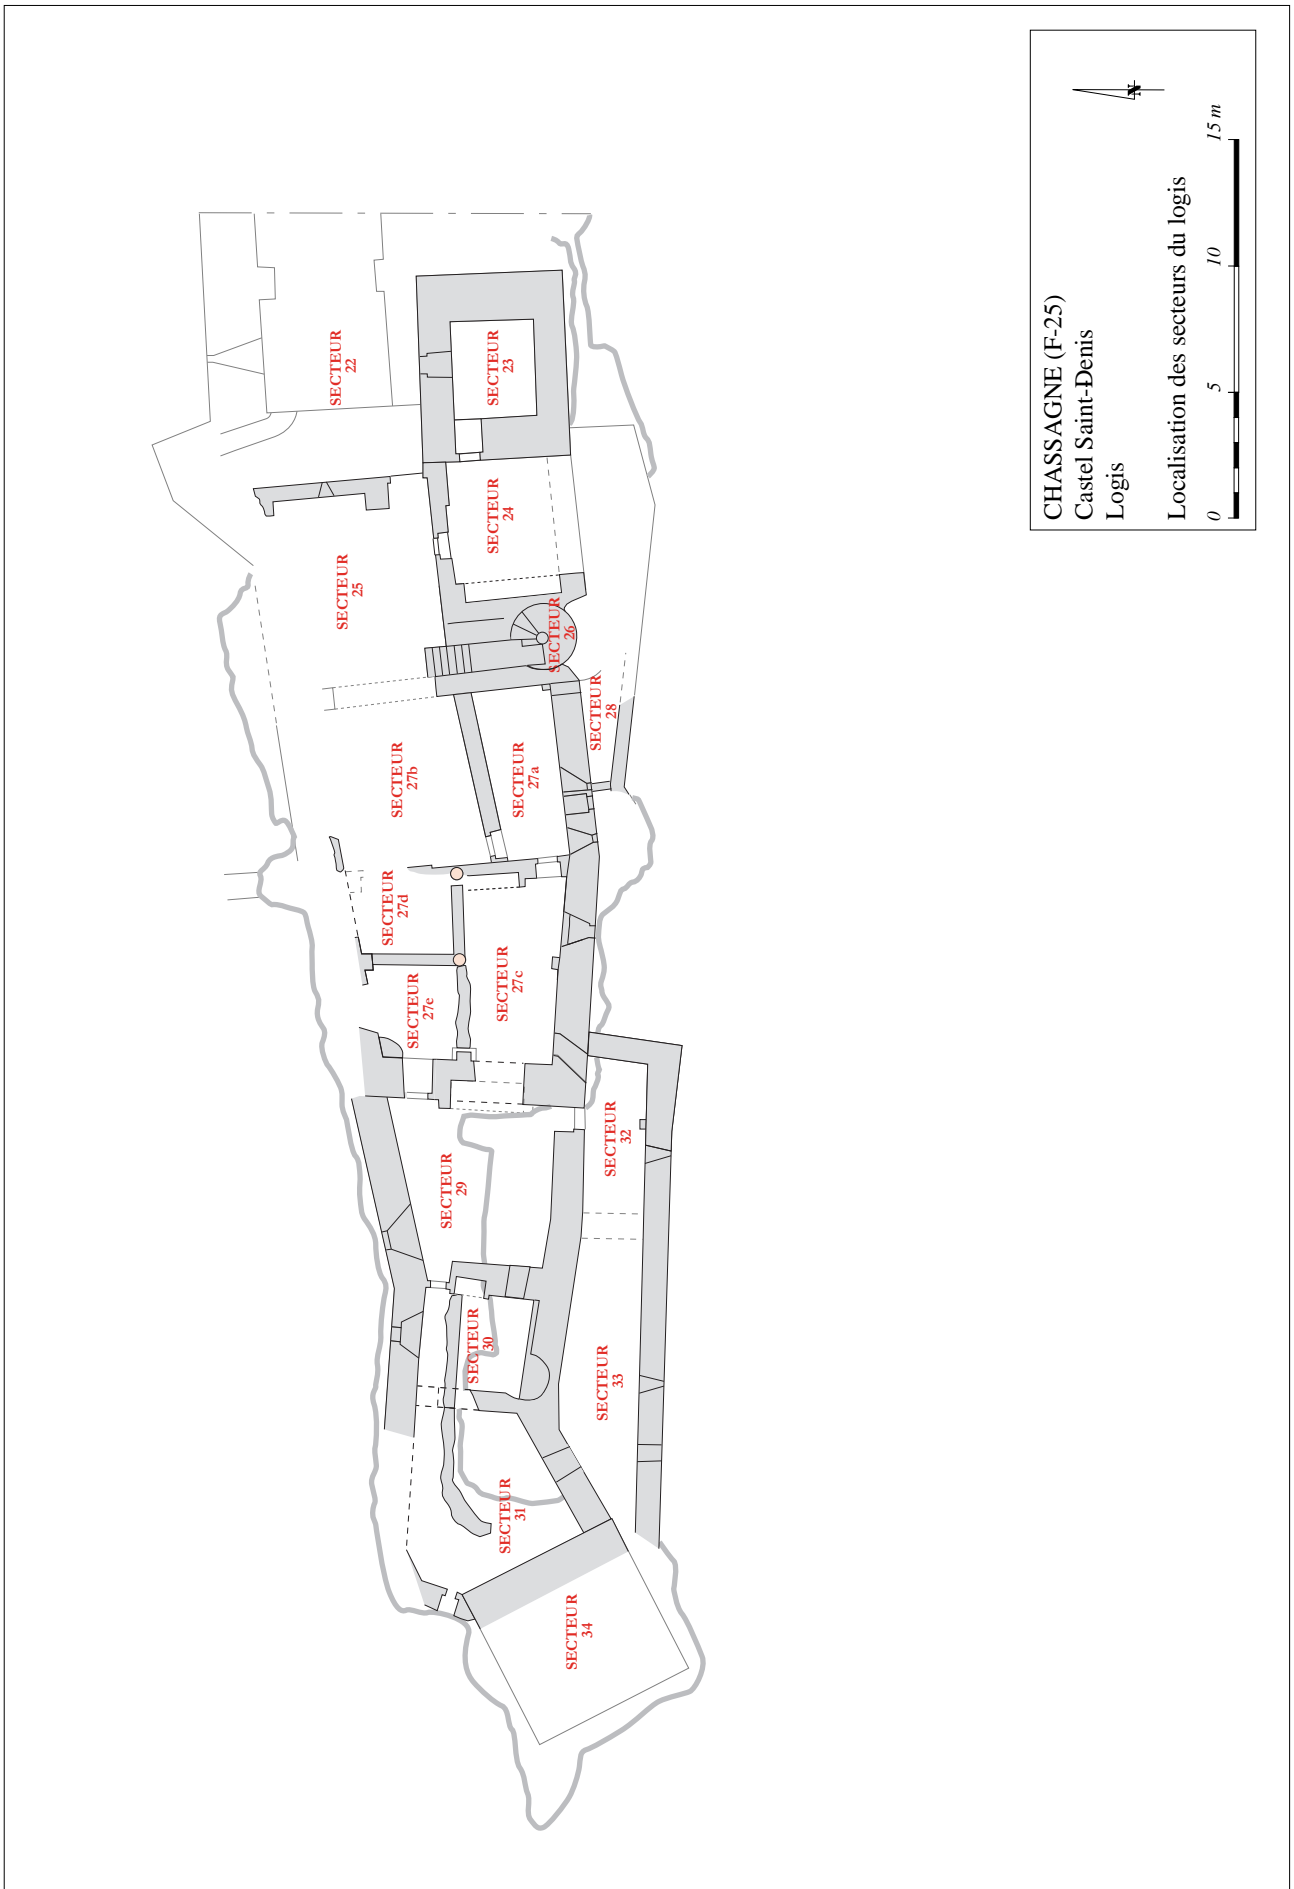 SECTEUR
22
SECTEUR
23
SECTEUR
24
SECTEUR
25
SECTEUR
26
SECTEUR
27a
SECTEUR
27b
SECTEUR
28
SECTEUR
27d
SECTEUR
27c
SECTEUR
27e
SECTEUR
29
SECTEUR
32
SECTEUR
30
SECTEUR
33
SECTEUR
31
SECTEUR
34
CHASSAGNE (F-25)
Castel Saint-Denis
Logis
N
Localisation des secteurs du logis
0 5 10 15 m